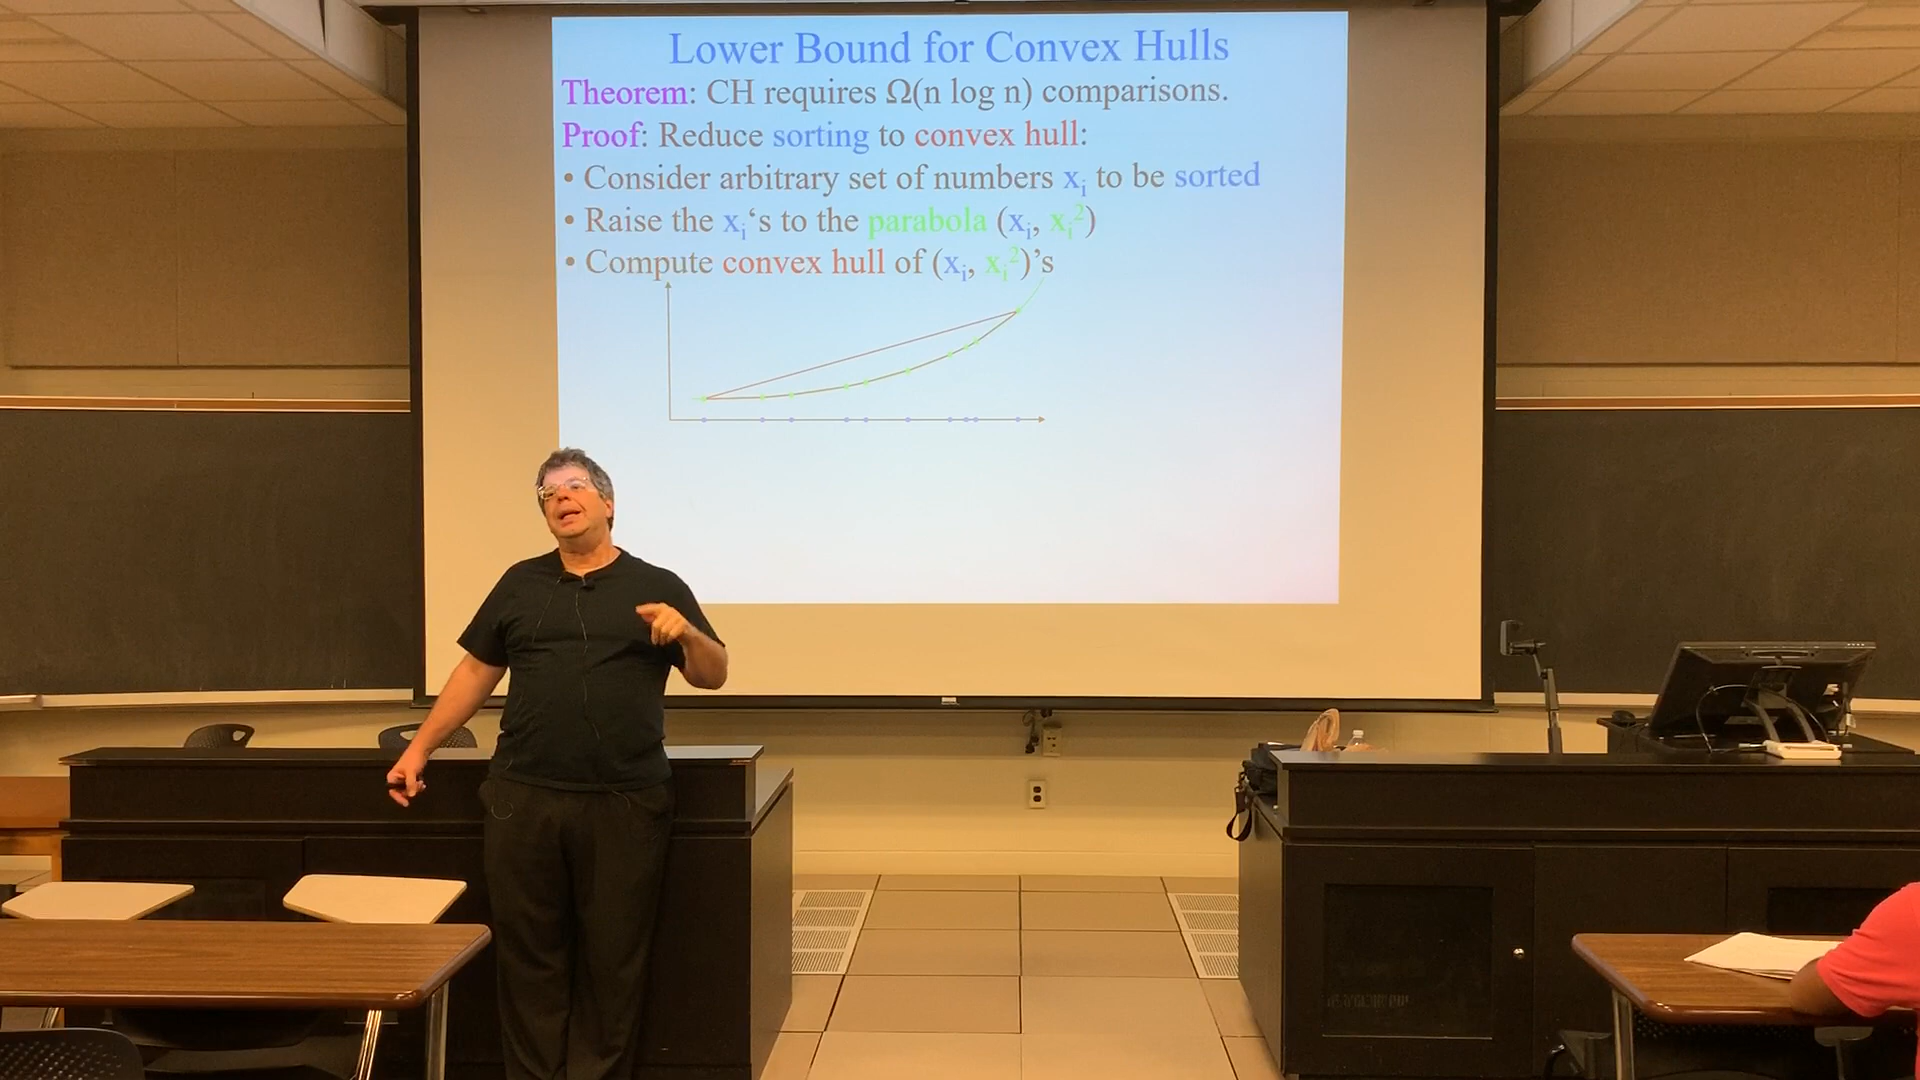 Lower Bound for Convex Hulls
Theorem: CH requires Ω(n log n) comparisons.
Proof: Reduce sorting to convex hull:
• Consider arbitrary set of numbers xᵢ to be sorted
• Raise the xᵢ‘s to the parabola (xᵢ, xᵢ²)
• Compute convex hull of (xᵢ, xᵢ²)’s